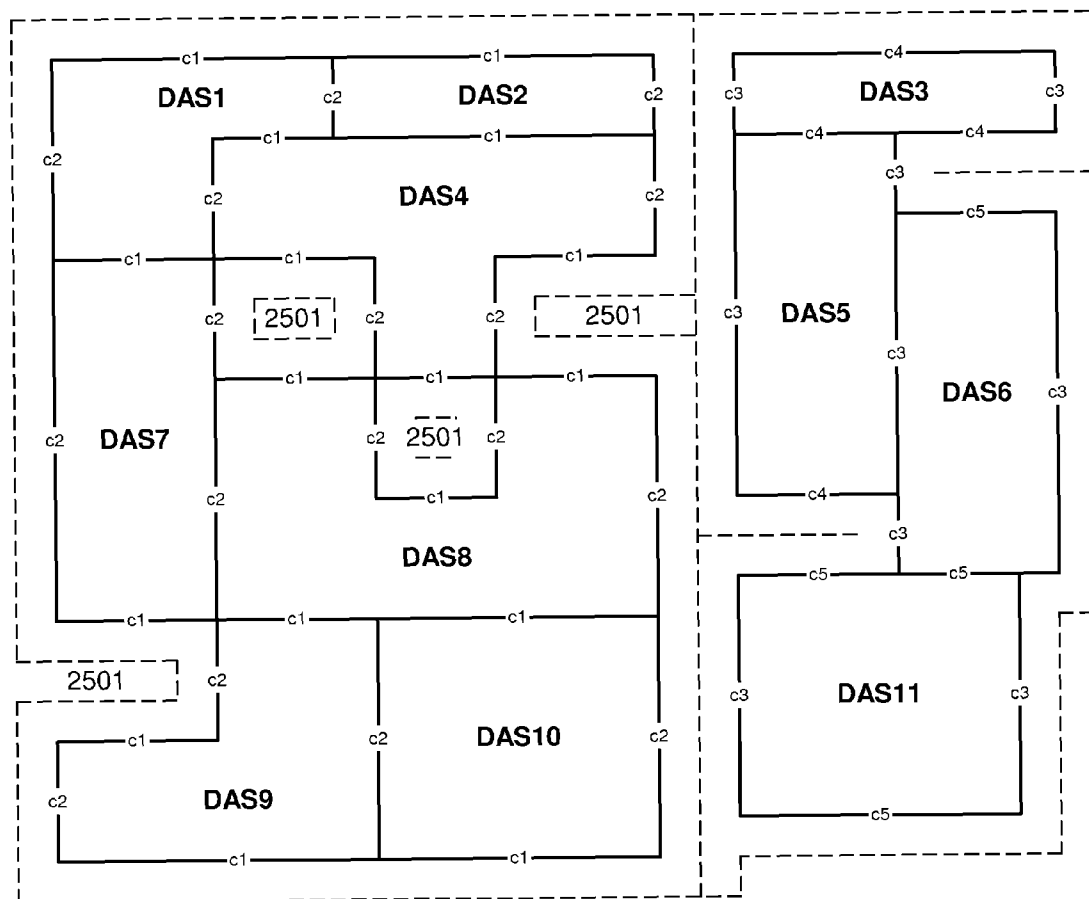 c1 c1 c4
DAS1 c2 DAS2 c2 c3 DAS3 c3
c1 c1 c4 c4
c2 c2 DAS4 c2 c3
c5
c1 c1 c1
c2 2501 c2 c2 2501 c3 DAS5 c3
c1 c1 c1
c2 DAS7 c2 2501 c2 DAS6 c3
c2 c1 c2 c4
DAS8 c3
c5 c5
c1 c1 c1
2501 c2 DAS11 c3 c3
c1 c2 DAS10 c2
c2 DAS9 c5
c1 c1